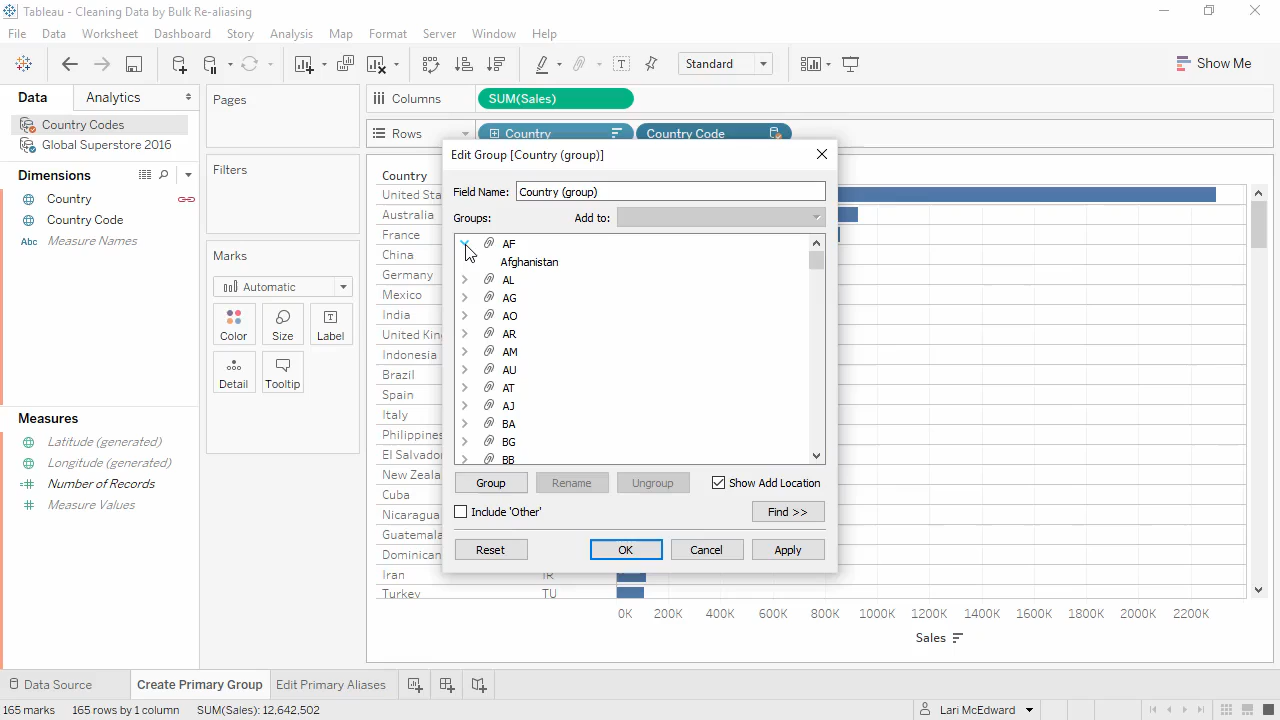 Tableau - Cleaning Data by Bulk Re-aliasing
File Data Worksheet Dashboard Story Analysis Map Format Server Window Help
Standard
Show Me
Data Analytics
Country Codes
Global Superstore 2016
Dimensions
Country
Country Code
Abc Measure Names
Measures
Latitude (generated)
Longitude (generated)
Number of Records
Measure Values
Pages
Filters
Marks
Automatic
Color Size Label
Detail Tooltip
Columns SUM(Sales)
Rows Country Country Code
Country
United Sta
Australia
France
China
Germany
Mexico
India
United King
Indonesia
Brazil
Spain
Italy
Philippines
El Salvador
New Zeala
Cuba
Nicaragua
Guatemala
Dominican
Iran IR
Turkey TU
0K 200K 400K 600K 800K 1000K 1200K 1400K 1600K 1800K 2000K 2200K
Sales
Edit Group [Country (group)]
Field Name: Country (group)
Groups: Add to:
AF
Afghanistan
AL
AG
AO
AR
AM
AU
AT
AJ
BA
BG
BB
Group Rename Ungroup Show Add Location
Include 'Other' Find >>
Reset OK Cancel Apply
Data Source Create Primary Group Edit Primary Aliases
165 marks 165 rows by 1 column SUM(Sales): 12,642,502 Lari McEdward